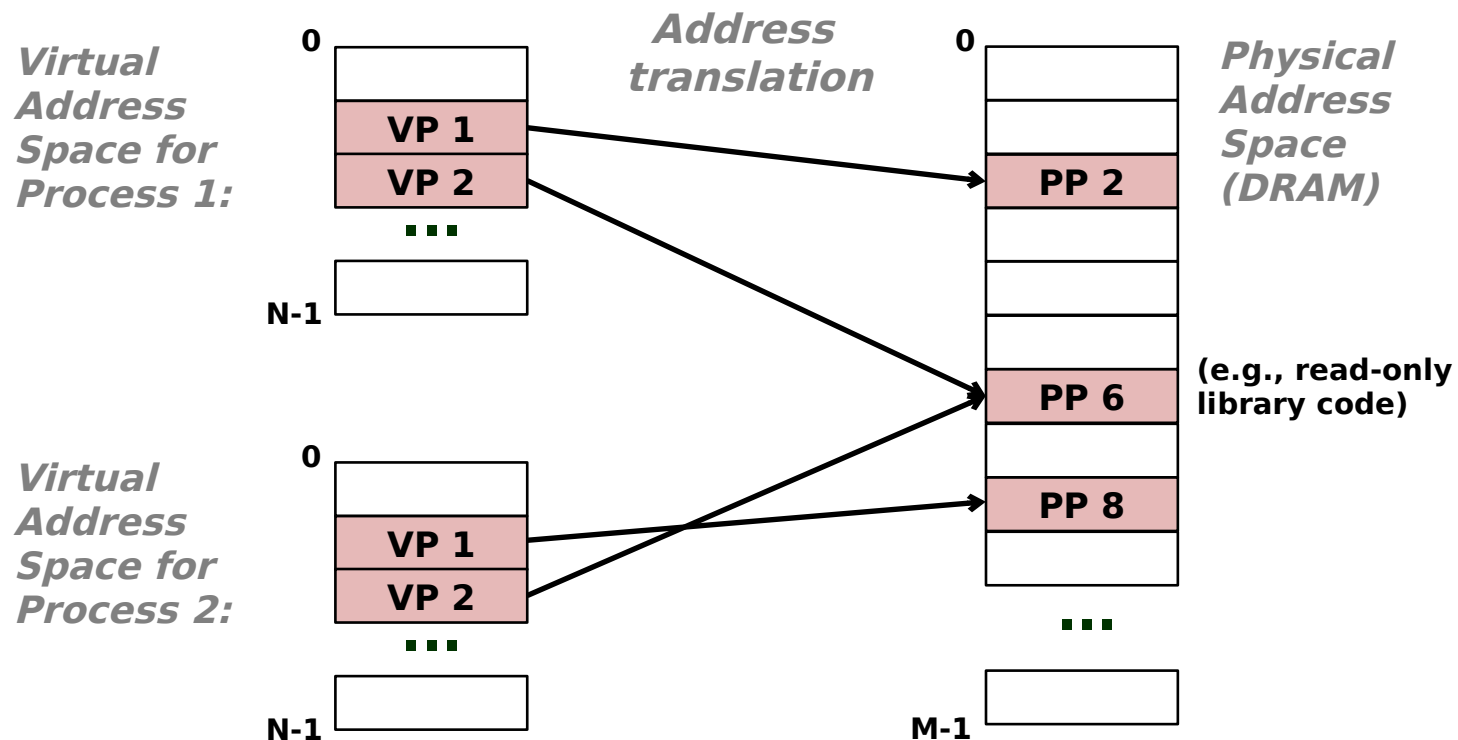 Virtual
Address
Space for
Process 1:
0
VP 1
VP 2
...
N-1
Address
translation
0
PP 2
PP 6
PP 8
...
M-1
Physical
Address
Space
(DRAM)
(e.g., read-only
library code)
Virtual
Address
Space for
Process 2:
0
VP 1
VP 2
...
N-1